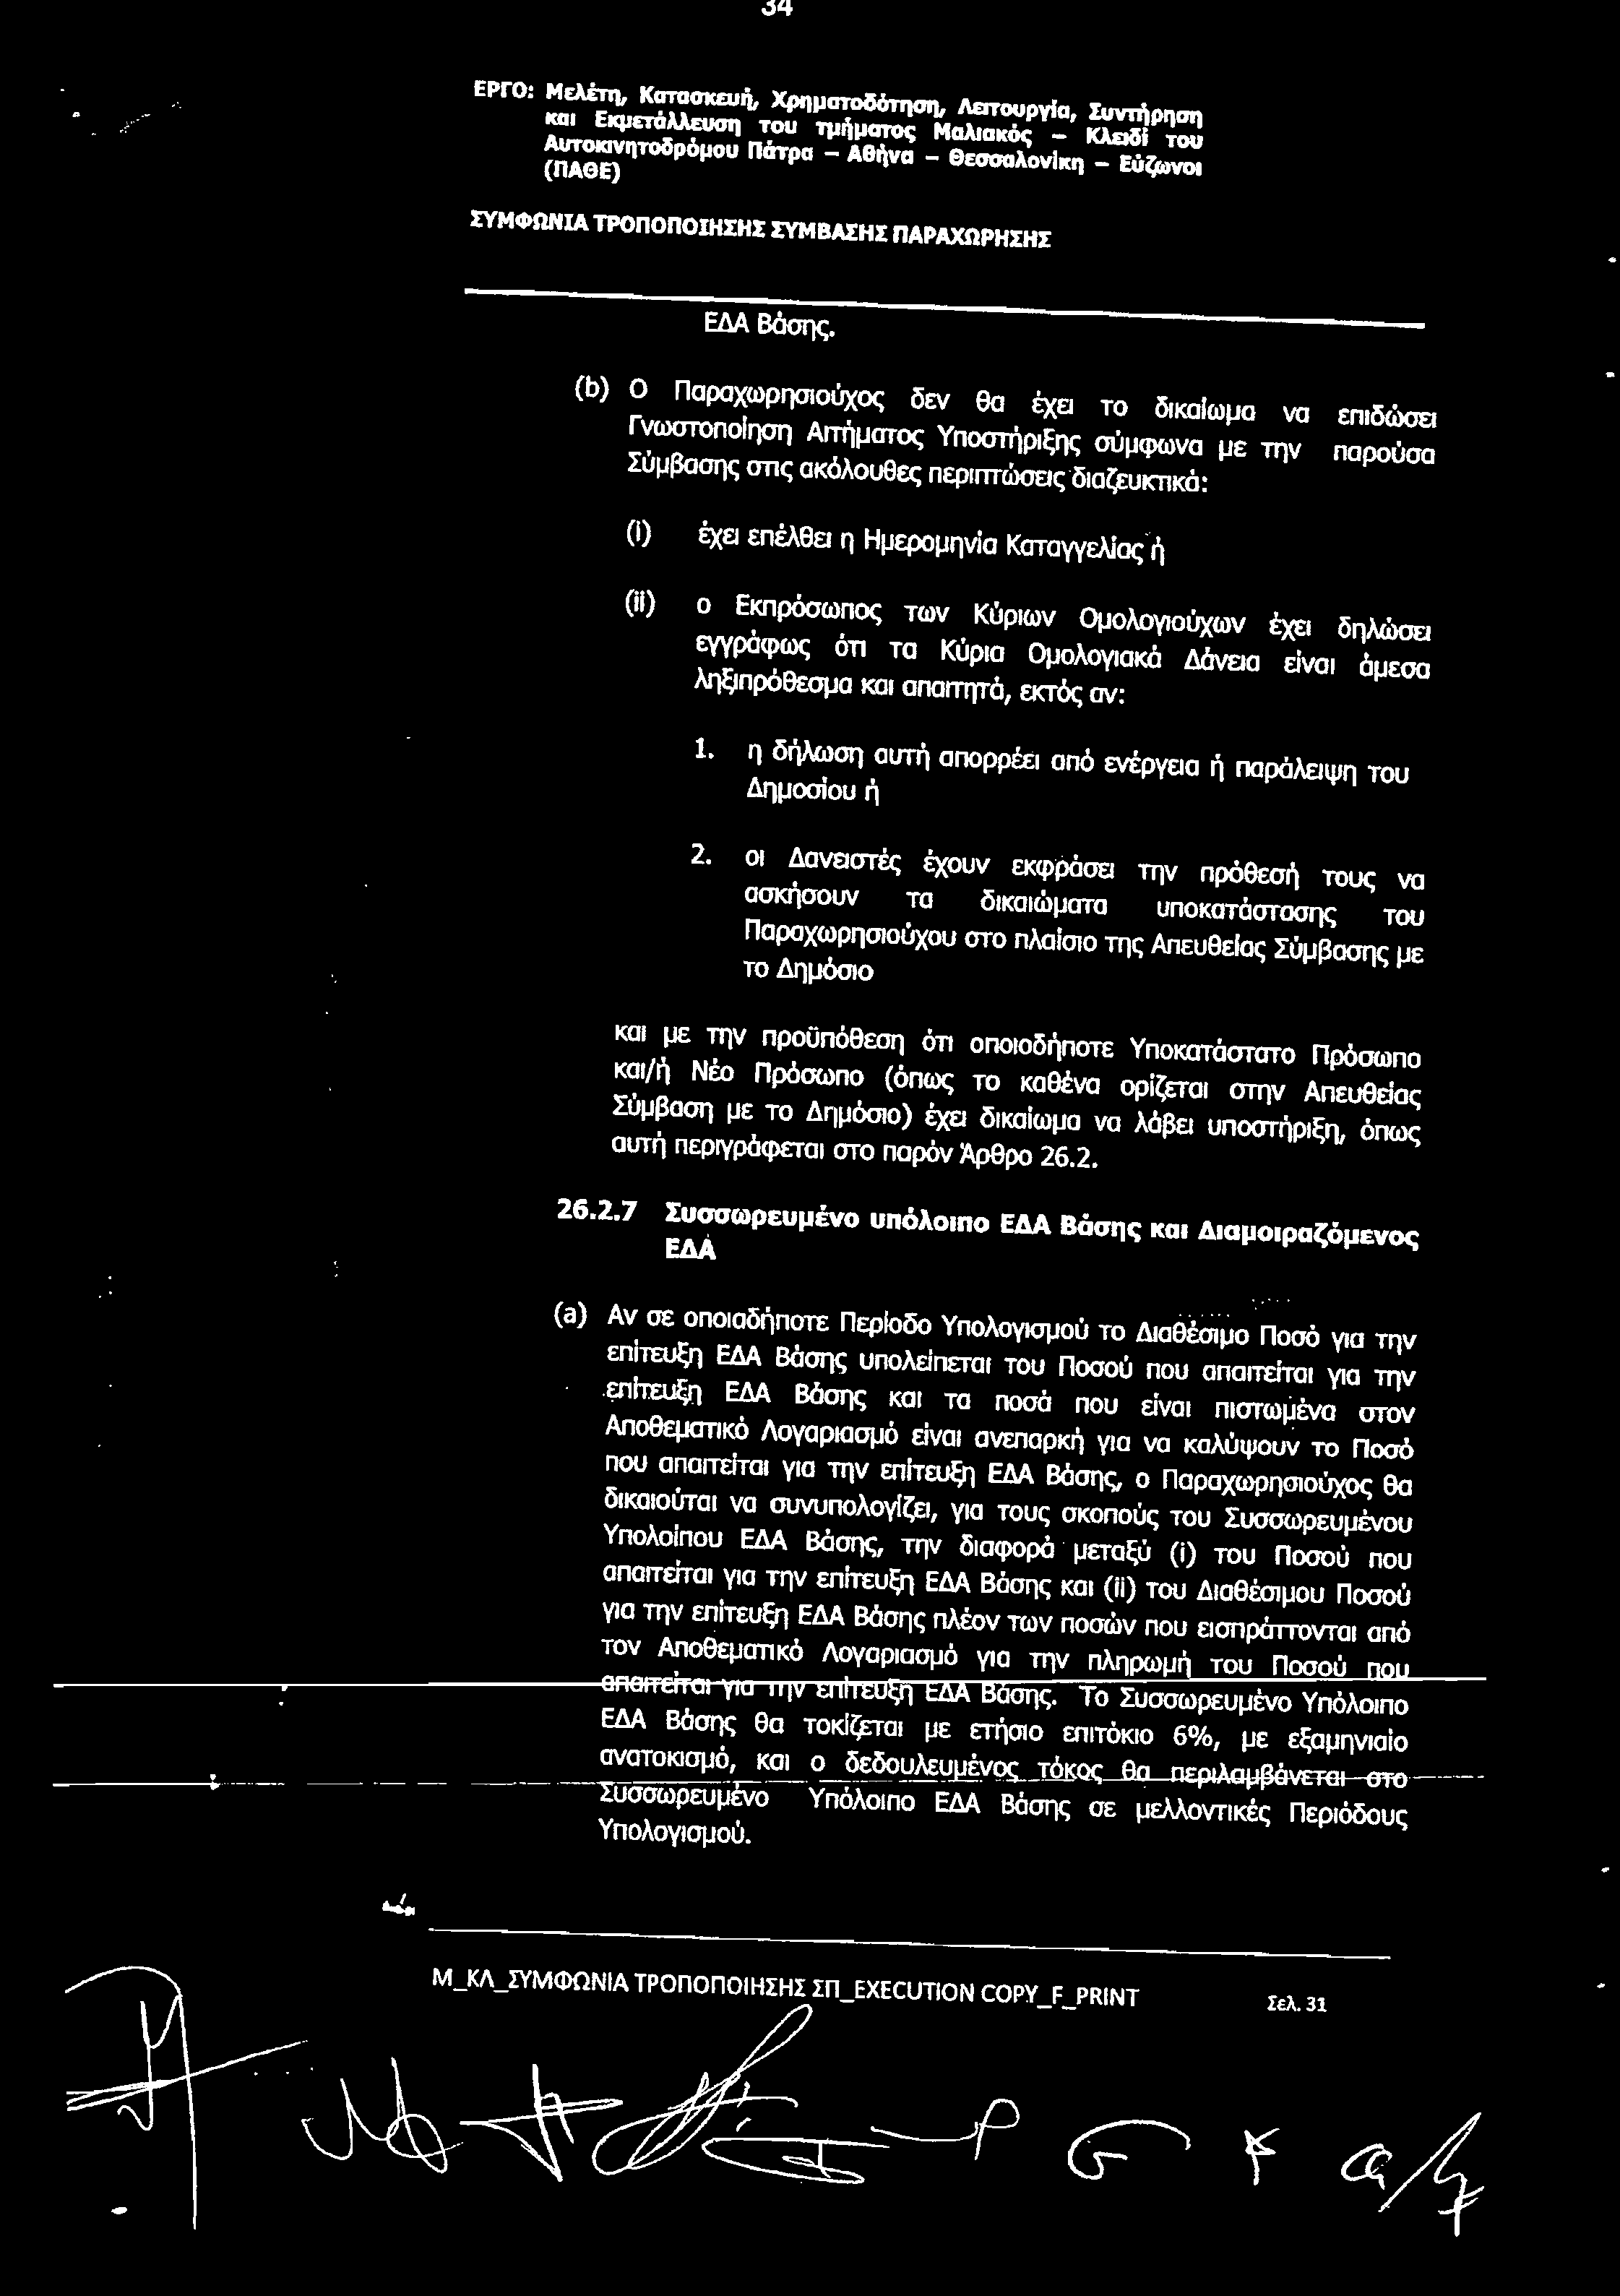 34
ΕΡΓΟ: Μελέτη, Κατασκευή, Χρηματοδότηση, Λειτουργία, Συντήρηση
και Εκμετάλλευση του τμήματος Μαλιακός – Κλειδί του
Αυτοκινητοδρόμου Πάτρα – Αθήνα – Θεσσαλονίκη – Εύζωνοι
(ΠΑΘΕ)
ΣΥΜΦΩΝΙΑ ΤΡΟΠΟΠΟΙΗΣΗΣ ΣΥΜΒΑΣΗΣ ΠΑΡΑΧΩΡΗΣΗΣ
ΕΔΑ Βάσης.
(b) Ο Παραχωρησιούχος δεν θα έχει το δικαίωμα να επιδώσει
Γνωστοποίηση Αιτήματος Υποστήριξης σύμφωνα με την παρούσα
Σύμβασης στις ακόλουθες περιπτώσεις διαζευκτικά:
(i) έχει επέλθει η Ημερομηνία Καταγγελίας ή
(ii) ο Εκπρόσωπος των Κύριων Ομολογιούχων έχει δηλώσει
εγγράφως ότι τα Κύρια Ομολογιακά Δάνεια είναι άμεσα
ληξιπρόθεσμα και απαιτητά, εκτός αν:
1. η δήλωση αυτή απορρέει από ενέργεια ή παράλειψη του
Δημοσίου ή
2. οι Δανειστές έχουν εκφράσει την πρόθεσή τους να
ασκήσουν τα δικαιώματα υποκατάστασης του
Παραχωρησιούχου στο πλαίσιο της Απευθείας Σύμβασης με
το Δημόσιο
και με την προϋπόθεση ότι οποιοδήποτε Υποκατάστατο Πρόσωπο
και/ή Νέο Πρόσωπο (όπως το καθένα ορίζεται στην Απευθείας
Σύμβαση με το Δημόσιο) έχει δικαίωμα να λάβει υποστήριξη, όπως
αυτή περιγράφεται στο παρόν Άρθρο 26.2.
26.2.7 Συσσωρευμένο υπόλοιπο ΕΔΑ Βάσης και Διαμοιραζόμενος
ΕΔΑ
(a) Αν σε οποιαδήποτε Περίοδο Υπολογισμού το Διαθέσιμο Ποσό για την
επίτευξη ΕΔΑ Βάσης υπολείπεται του Ποσού που απαιτείται για την
επίτευξη ΕΔΑ Βάσης και τα ποσά που είναι πιστωμένα στον
Αποθεματικό Λογαριασμό είναι ανεπαρκή για να καλύψουν το Ποσό
που απαιτείται για την επίτευξη ΕΔΑ Βάσης, ο Παραχωρησιούχος θα
δικαιούται να συνυπολογίζει, για τους σκοπούς του Συσσωρευμένου
Υπολοίπου ΕΔΑ Βάσης, την διαφορά μεταξύ (i) του Ποσού που
απαιτείται για την επίτευξη ΕΔΑ Βάσης και (ii) του Διαθέσιμου Ποσού
για την επίτευξη ΕΔΑ Βάσης πλέον των ποσών που εισπράττονται από
τον Αποθεματικό Λογαριασμό για την πληρωμή του Ποσού που
απαιτείται για την επίτευξη ΕΔΑ Βάσης. Το Συσσωρευμένο Υπόλοιπο
ΕΔΑ Βάσης θα τοκίζεται με ετήσιο επιτόκιο 6%, με εξαμηνιαίο
ανατοκισμό, και ο δεδουλευμένος τόκος θα περιλαμβάνεται στο
Συσσωρευμένο Υπόλοιπο ΕΔΑ Βάσης σε μελλοντικές Περιόδους
Υπολογισμού.
Μ_ΚΛ_ΣΥΜΦΩΝΙΑ ΤΡΟΠΟΠΟΙΗΣΗΣ ΣΠ_EXECUTION COPY_F_PRINT Σελ. 31